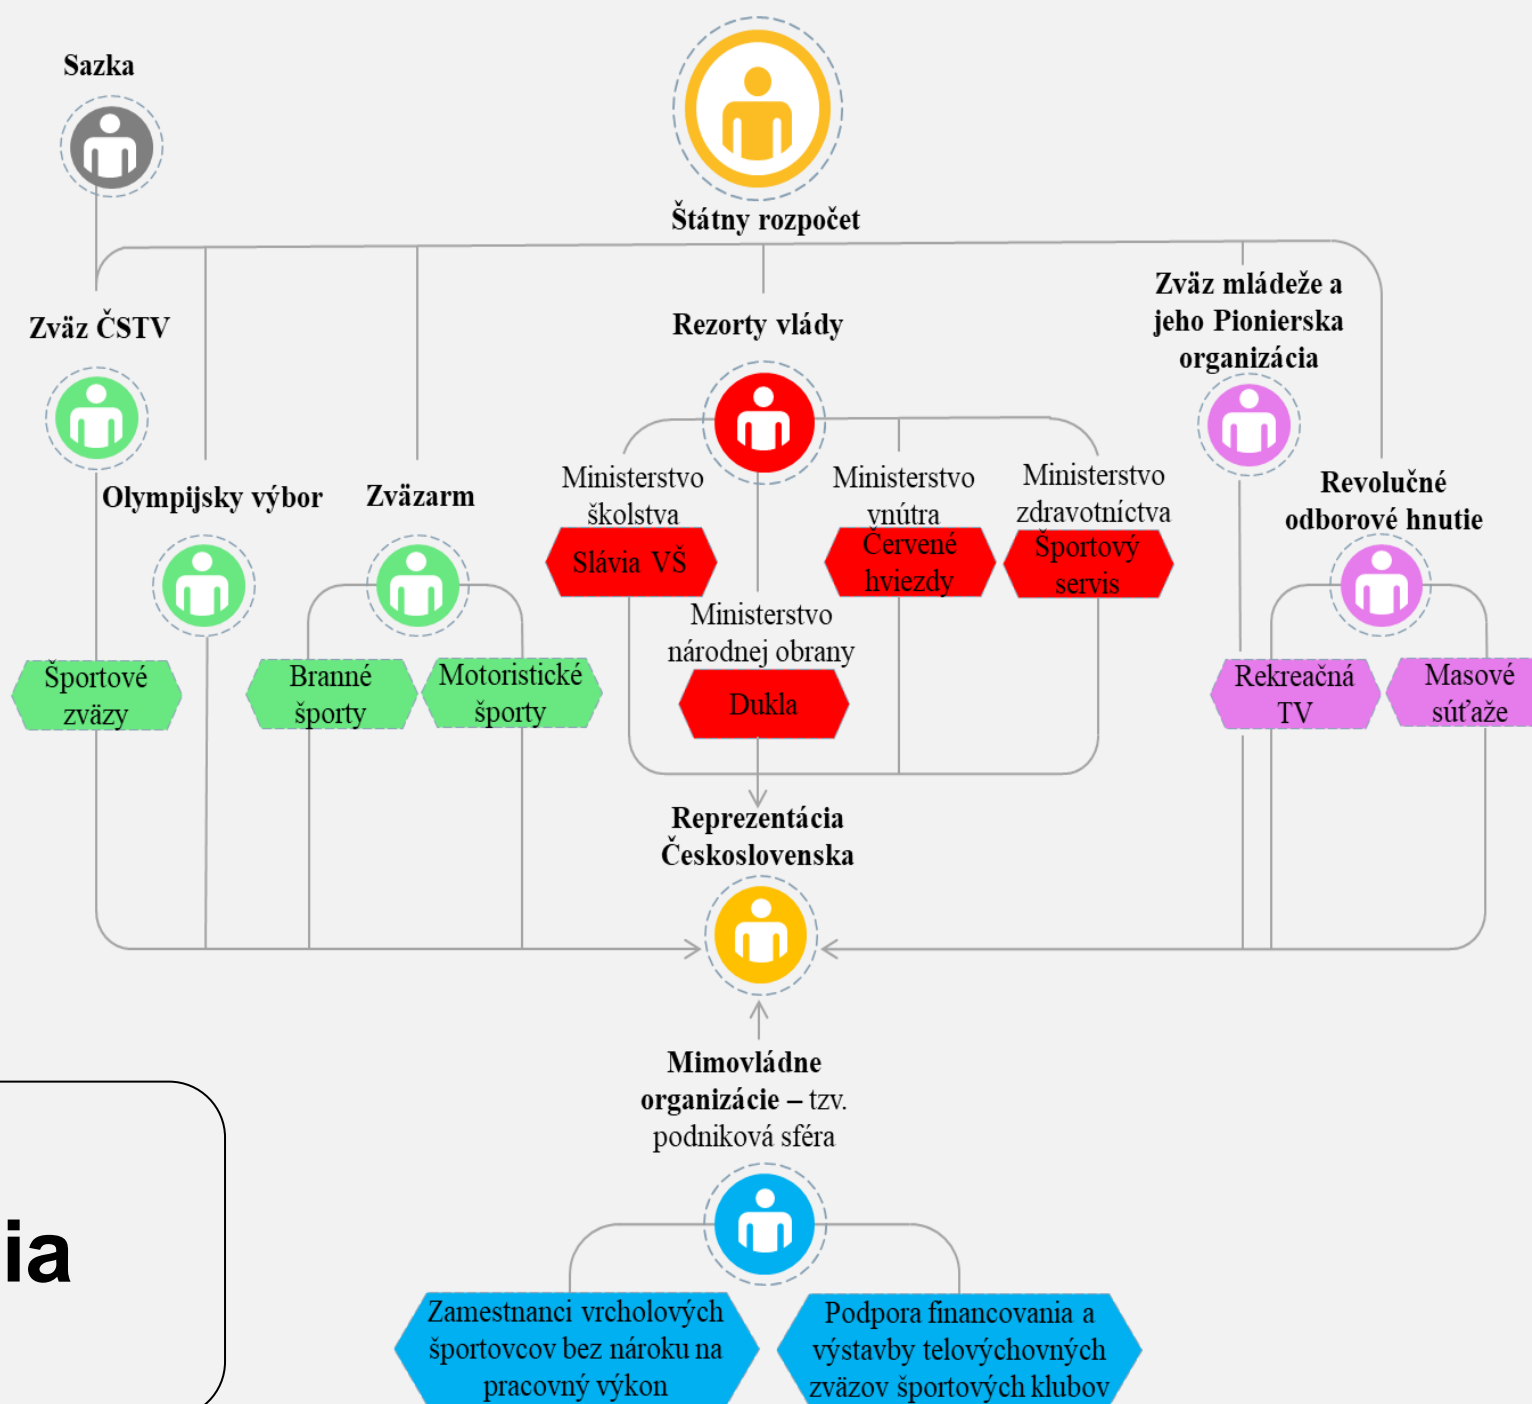 Sazka
Štátny rozpočet
Zväz ČSTV
Rezorty vlády
Zväz mládeže a
jeho Pionierska
organizácia
Olympijsky výbor
Zväzarm
Ministerstvo
školstva
Slávia VŠ
Ministerstvo
vnútra
Červené
hviezdy
Ministerstvo
zdravotníctva
Športový
servis
Revolučné
odborové hnutie
Ministerstvo
národnej obrany
Dukla
Športové
zväzy
Branné
športy
Motoristické
športy
Rekreačná
TV
Masové
súťaže
Reprezentácia
Československa
Mimovládne
organizácie – tzv.
podniková sféra
ia
Zamestnanci vrcholových
športovcov bez nároku na
pracovný výkon
Podpora financovania a
výstavby telovýchovných
zväzov športových klubov